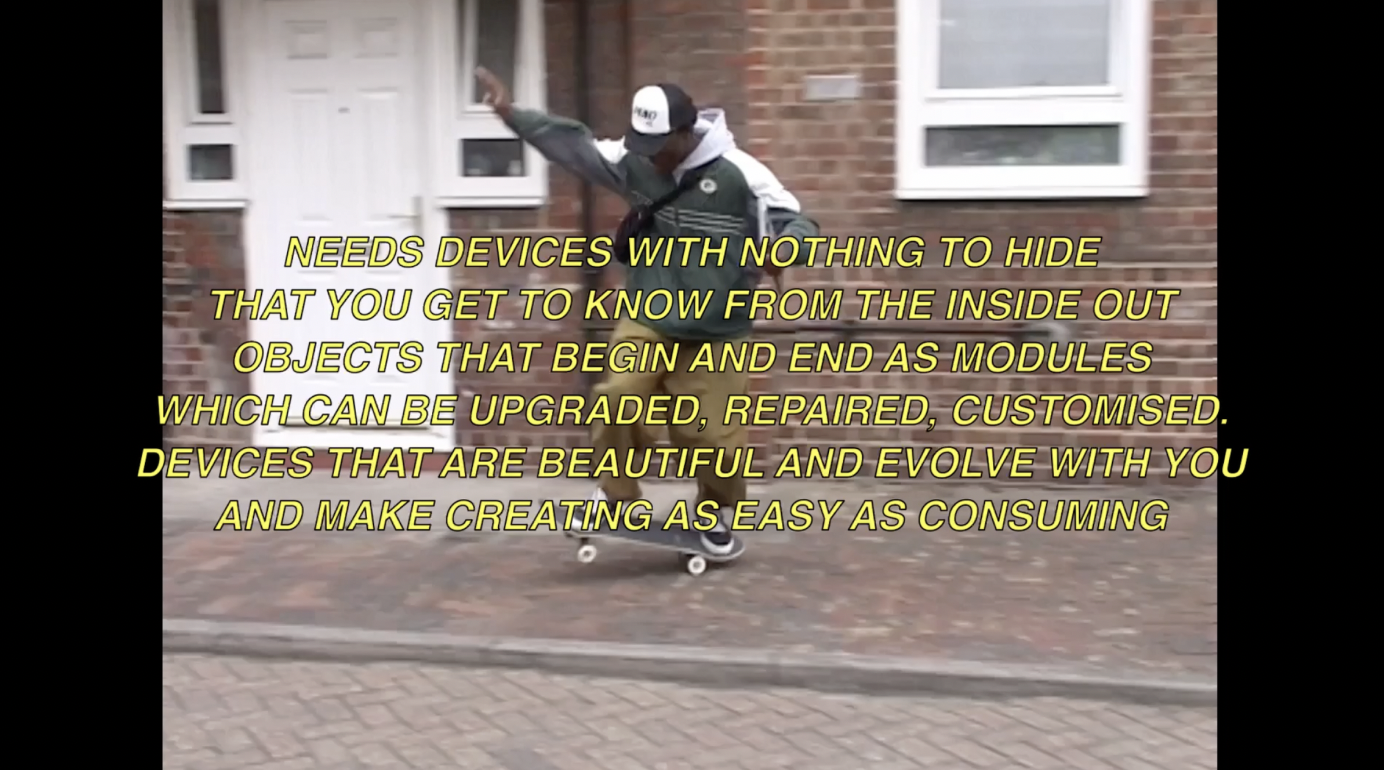 NEEDS DEVICES WITH NOTHING TO HIDE
THAT YOU GET TO KNOW FROM THE INSIDE OUT
OBJECTS THAT BEGIN AND END AS MODULES
WHICH CAN BE UPGRADED, REPAIRED, CUSTOMISED.
DEVICES THAT ARE BEAUTIFUL AND EVOLVE WITH YOU
AND MAKE CREATING AS EASY AS CONSUMING